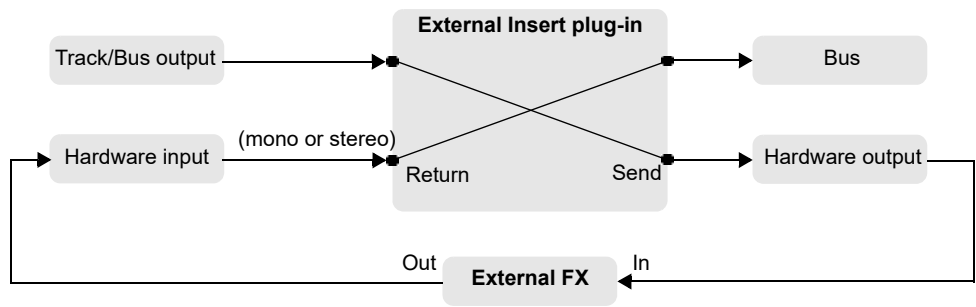 External Insert plug-in
Track/Bus output
Bus
(mono or stereo)
Hardware input
Hardware output
Return
Send
Out
In
External FX